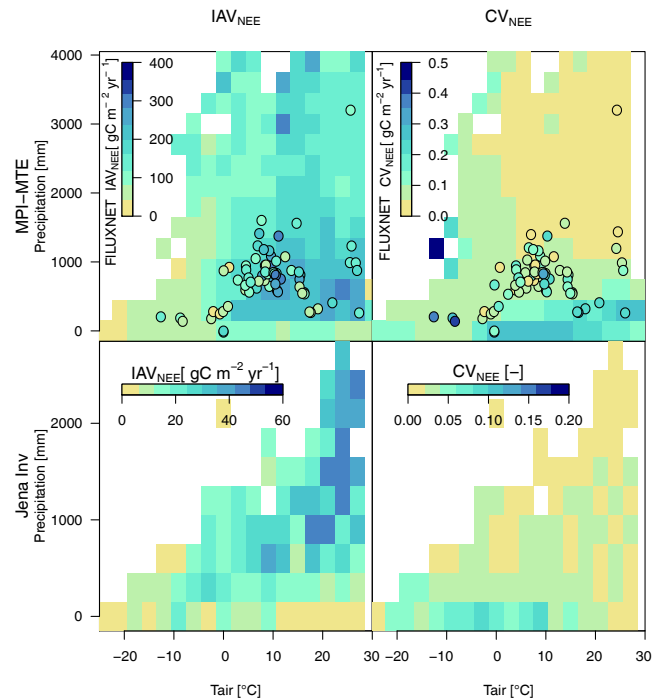 IAVNEE
CVNEE
MPI−MTE
Precipitation [mm]
0
1000
2000
3000
4000
FILUXNET IAVNEE[ gC m−2 yr−1]
0
100
200
300
400
FLUXNET CVNEE[ gC m−2 yr−1]
0.0
0.1
0.2
0.3
0.4
0.5
Jena Inv
Precipitation [mm]
0
1000
2000
IAVNEE[ gC m−2 yr−1]
0 20 40 60
CVNEE [−]
0.00 0.05 0.10 0.15 0.20
−20 −10 0 10 20 30
−20 −10 0 10 20 30
Tair [°C]
Tair [°C]